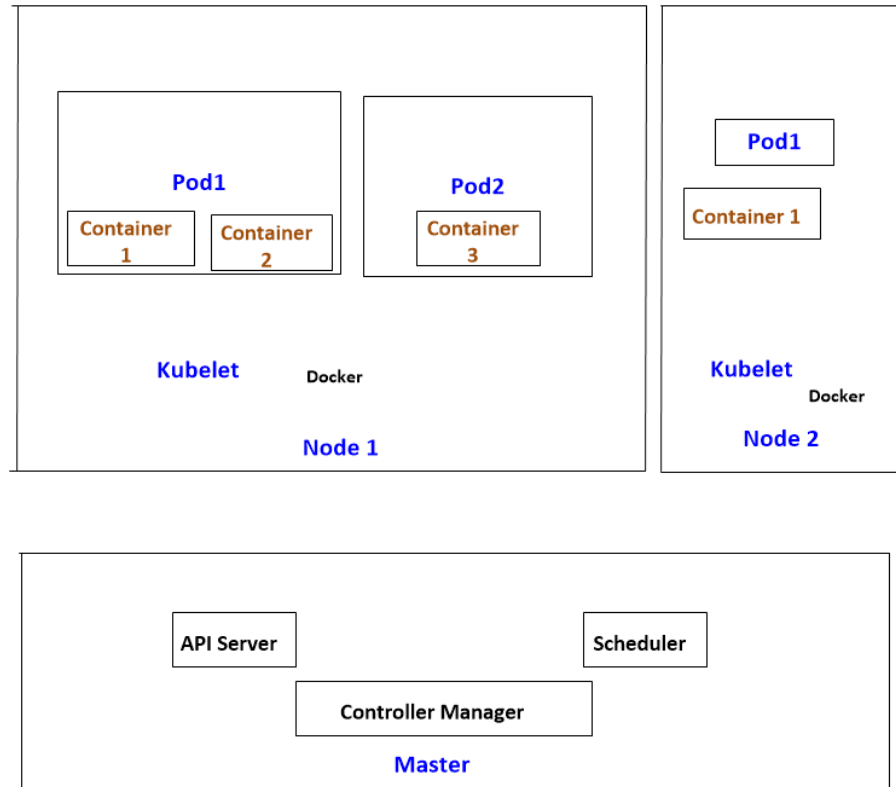 Pod1
Container
1
Container
2
Pod2
Container
3
Kubelet
Docker
Node 1
Pod1
Container 1
Kubelet
Docker
Node 2
API Server
Scheduler
Controller Manager
Master